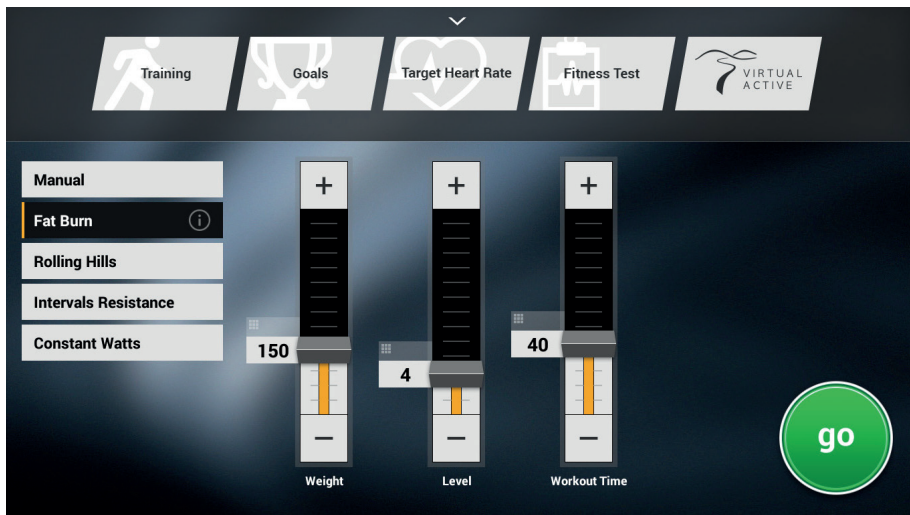 Training
Goals
Target Heart Rate
Fitness Test
VIRTUAL
ACTIVE
Manual
Fat Burn
Rolling Hills
Intervals Resistance
Constant Watts
+
+
+
150
4
40
−
−
−
Weight
Level
Workout Time
go